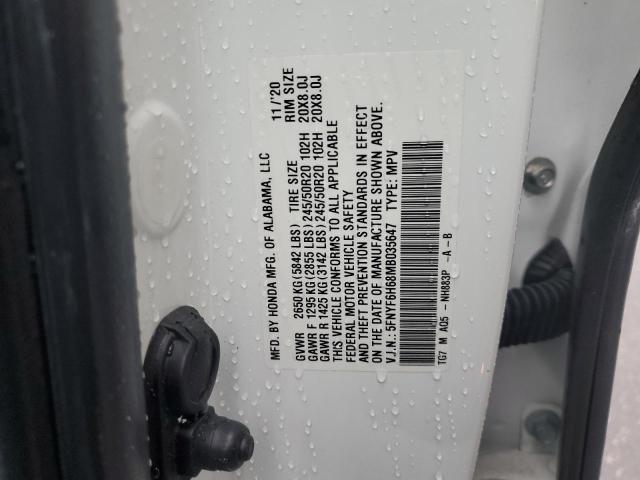 MFD. BY HONDA MFG. OF ALABAMA, LLC 11/'20
GVWR 2650 KG (5842 LBS) TIRE SIZE RIM SIZE
GAWR F 1295 KG (2855 LBS) 245/50R20 102H 20X8.0J
GAWR R 1425 KG (3142 LBS) 245/50R20 102H 20X8.0J
THIS VEHICLE CONFORMS TO ALL APPLICABLE
FEDERAL MOTOR VEHICLE SAFETY
AND THEFT PREVENTION STANDARDS IN EFFECT
ON THE DATE OF MANUFACTURE SHOWN ABOVE.
V.I.N.: 5FNYF6H68MB035647 TYPE: MPV
TG7 M AQ5 - NH883P -A -B